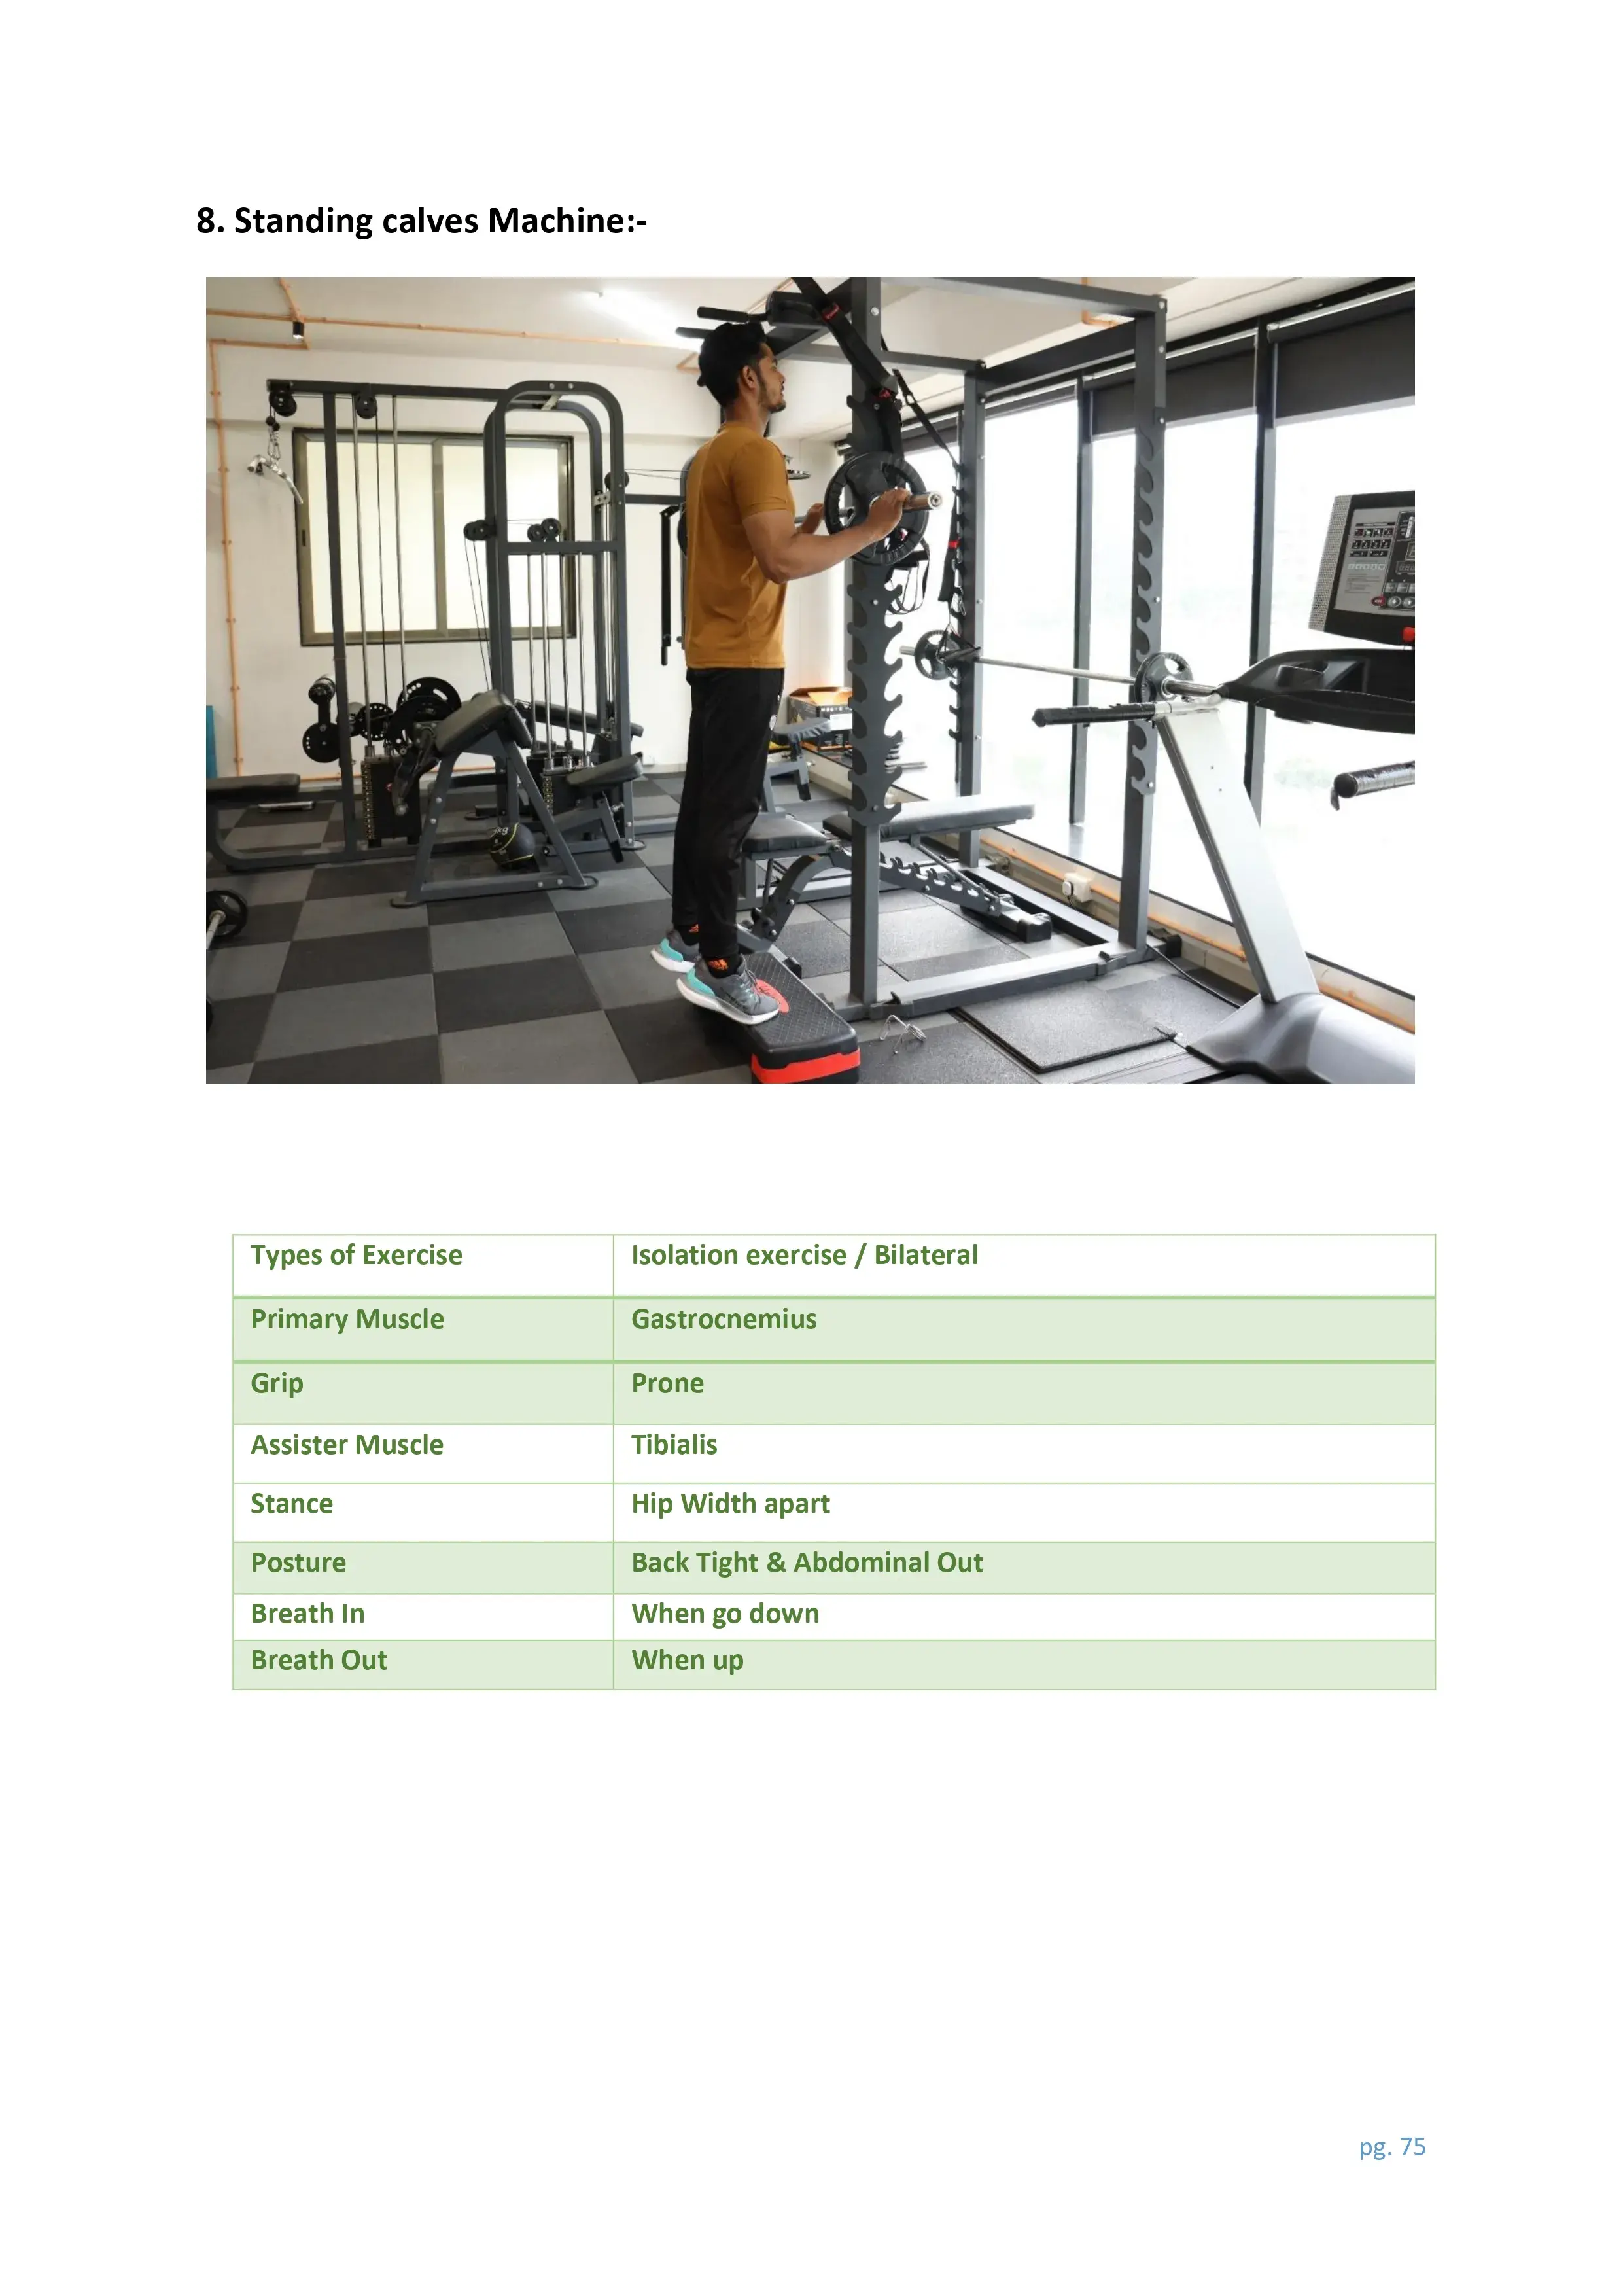 8. Standing calves Machine:-
Types of Exercise Isolation exercise / Bilateral
Primary Muscle Gastrocnemius
Grip Prone
Assister Muscle Tibialis
Stance Hip Width apart
Posture Back Tight & Abdominal Out
Breath In When go down
Breath Out When up
pg. 75